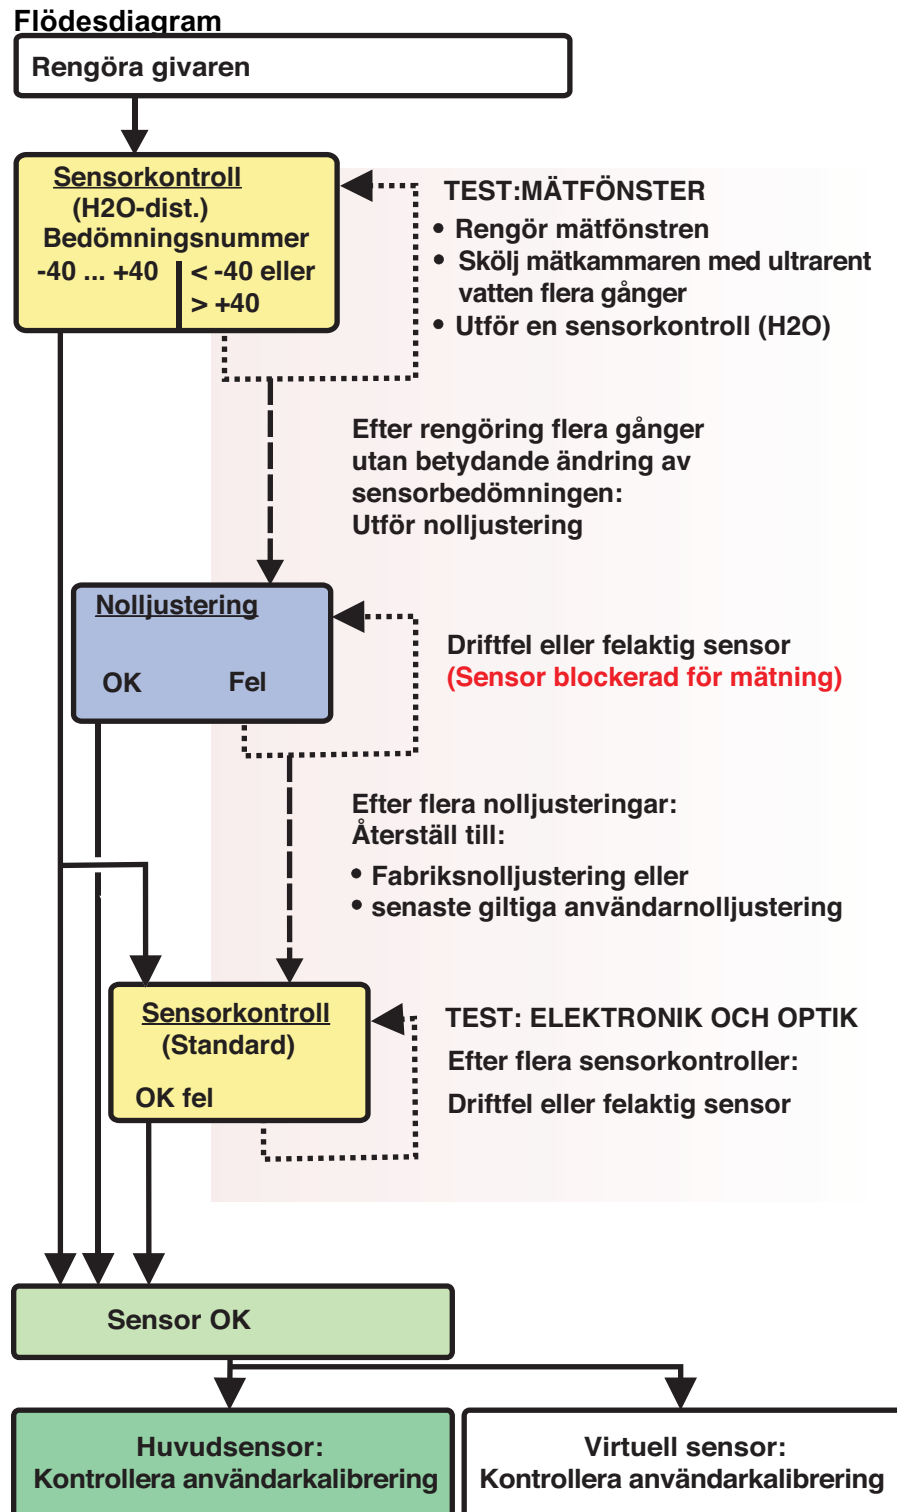 Flödesdiagram
Rengöra givaren
Sensorkontroll
(H2O-dist.)
Bedömningsnummer
-40 ... +40
< -40 eller
> +40
TEST:MÄTFÖNSTER
• Rengör mätfönstren
• Skölj mätkammaren med ultrarent
vatten flera gånger
• Utför en sensorkontroll (H2O)
Efter rengöring flera gånger
utan betydande ändring av
sensorbedömningen:
Utför nolljustering
Nolljustering
OK Fel
Driftfel eller felaktig sensor
(Sensor blockerad för mätning)
Efter flera nolljusteringar:
Återställ till:
• Fabriksnolljustering eller
• senaste giltiga användarnolljustering
Sensorkontroll
(Standard)
OK fel
TEST: ELEKTRONIK OCH OPTIK
Efter flera sensorkontroller:
Driftfel eller felaktig sensor
Sensor OK
Huvudsensor:
Kontrollera användarkalibrering
Virtuell sensor:
Kontrollera användarkalibrering